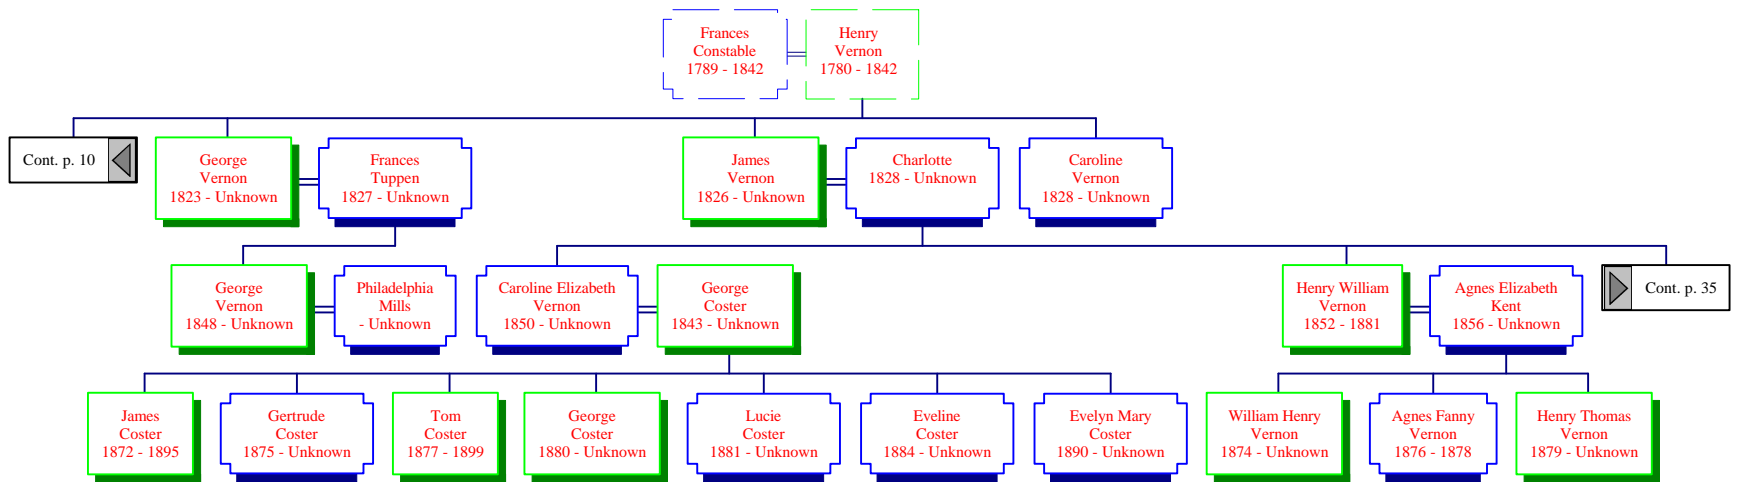 Frances
Constable
1789 - 1842
Henry
Vernon
1780 - 1842
Cont. p. 10
George
Vernon
1823 - Unknown
Frances
Tuppen
1827 - Unknown
James
Vernon
1826 - Unknown
Charlotte
1828 - Unknown
Caroline
Vernon
1828 - Unknown
George
Vernon
1848 - Unknown
Philadelphia
Mills
- Unknown
Caroline Elizabeth
Vernon
1850 - Unknown
George
Coster
1843 - Unknown
Henry William
Vernon
1852 - 1881
Agnes Elizabeth
Kent
1856 - Unknown
Cont. p. 35
James
Coster
1872 - 1895
Gertrude
Coster
1875 - Unknown
Tom
Coster
1877 - 1899
George
Coster
1880 - Unknown
Lucie
Coster
1881 - Unknown
Eveline
Coster
1884 - Unknown
Evelyn Mary
Coster
1890 - Unknown
William Henry
Vernon
1874 - Unknown
Agnes Fanny
Vernon
1876 - 1878
Henry Thomas
Vernon
1879 - Unknown